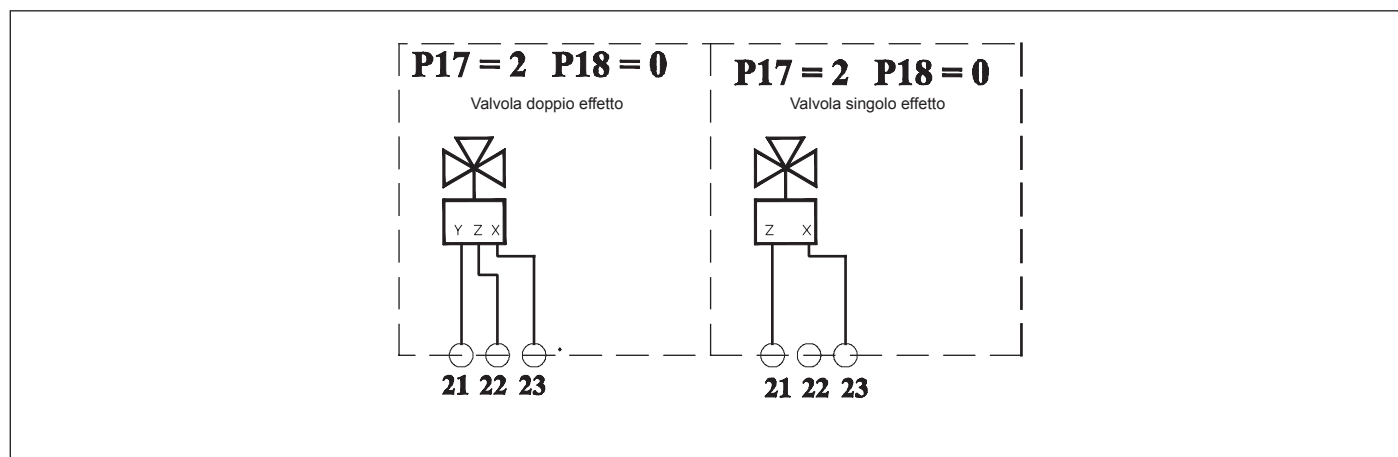 P17 = 2 P18 = 0
Valvola doppio effetto
Y Z X
21 22 23
P17 = 2 P18 = 0
Valvola singolo effetto
Z X
21 22 23